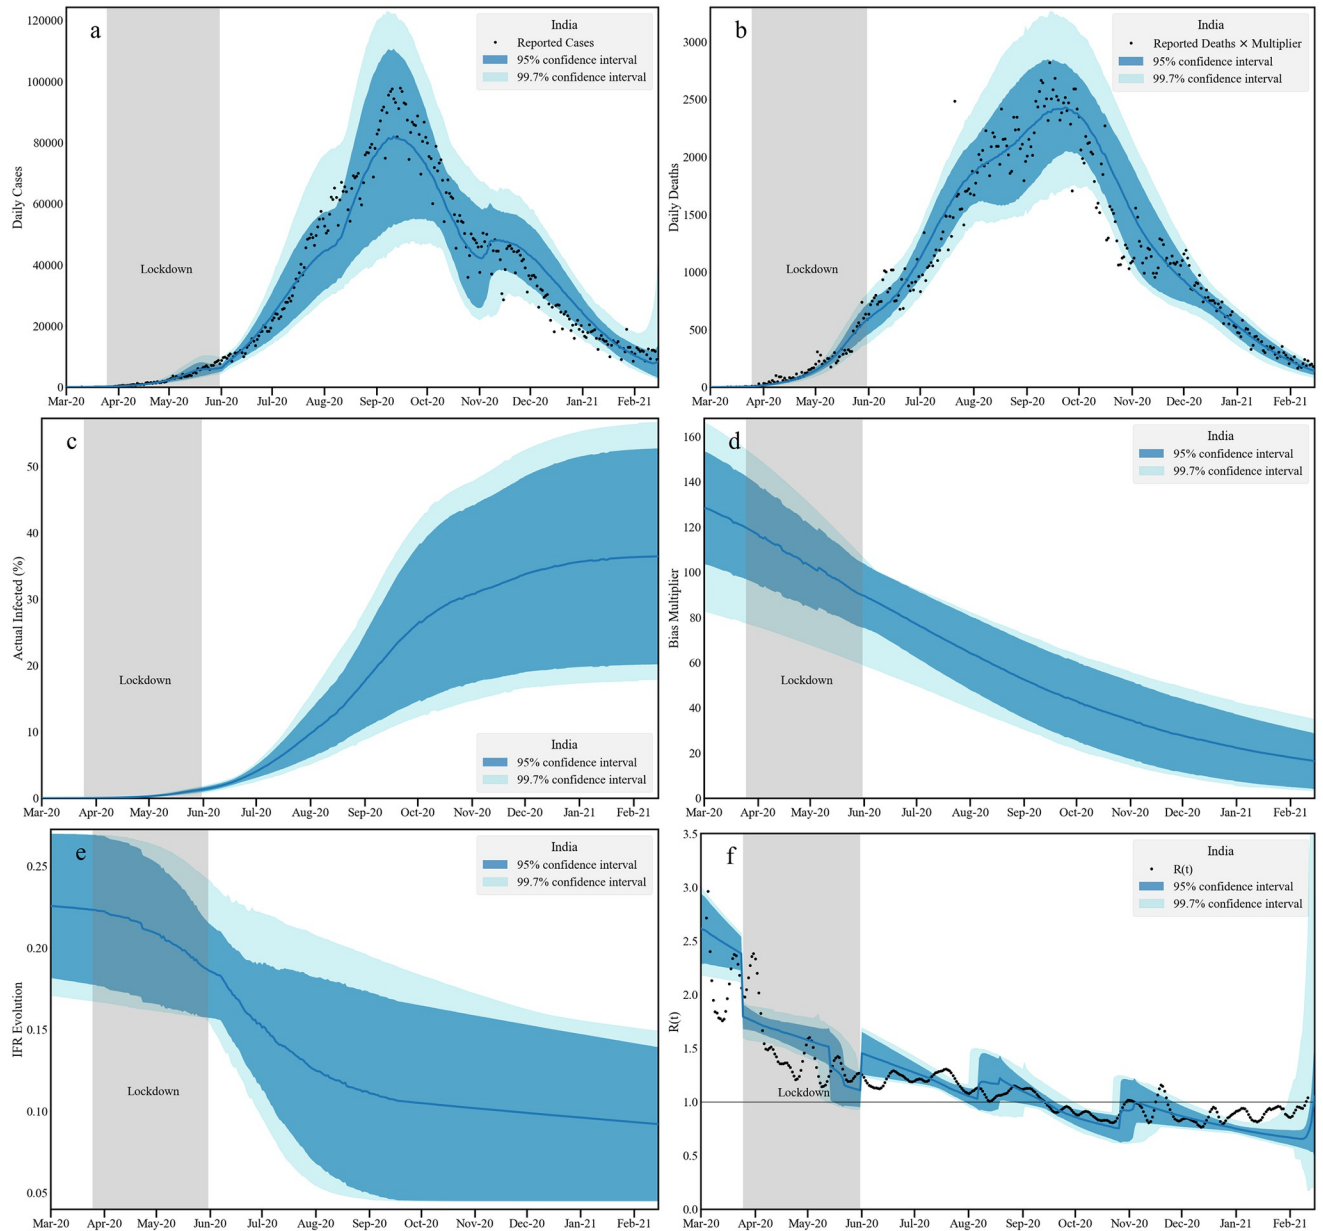 a
India
Reported Cases
95% confidence interval
99.7% confidence interval
Daily Cases
120000
100000
80000
60000
40000
20000
0
Lockdown
Mar-20 Apr-20 May-20 Jun-20 Jul-20 Aug-20 Sep-20 Oct-20 Nov-20 Dec-20 Jan-21 Feb-21
b
India
Reported Deaths × Multiplier
95% confidence interval
99.7% confidence interval
Daily Deaths
3000
2500
2000
1500
1000
500
0
Lockdown
Mar-20 Apr-20 May-20 Jun-20 Jul-20 Aug-20 Sep-20 Oct-20 Nov-20 Dec-20 Jan-21 Feb-21
c
Actual Infected (%)
50
40
30
20
10
0
Lockdown
India
95% confidence interval
99.7% confidence interval
Mar-20 Apr-20 May-20 Jun-20 Jul-20 Aug-20 Sep-20 Oct-20 Nov-20 Dec-20 Jan-21 Feb-21
d
India
95% confidence interval
99.7% confidence interval
Bias Multiplier
160
140
120
100
80
60
40
20
0
Lockdown
Mar-20 Apr-20 May-20 Jun-20 Jul-20 Aug-20 Sep-20 Oct-20 Nov-20 Dec-20 Jan-21 Feb-21
e
India
95% confidence interval
99.7% confidence interval
IFR Evolution
0.25
0.20
0.15
0.10
0.05
Lockdown
Mar-20 Apr-20 May-20 Jun-20 Jul-20 Aug-20 Sep-20 Oct-20 Nov-20 Dec-20 Jan-21 Feb-21
f
India
R(t)
95% confidence interval
99.7% confidence interval
R(t)
3.5
3.0
2.5
2.0
1.5
1.0
0.5
0.0
Lockdown
Mar-20 Apr-20 May-20 Jun-20 Jul-20 Aug-20 Sep-20 Oct-20 Nov-20 Dec-20 Jan-21 Feb-21